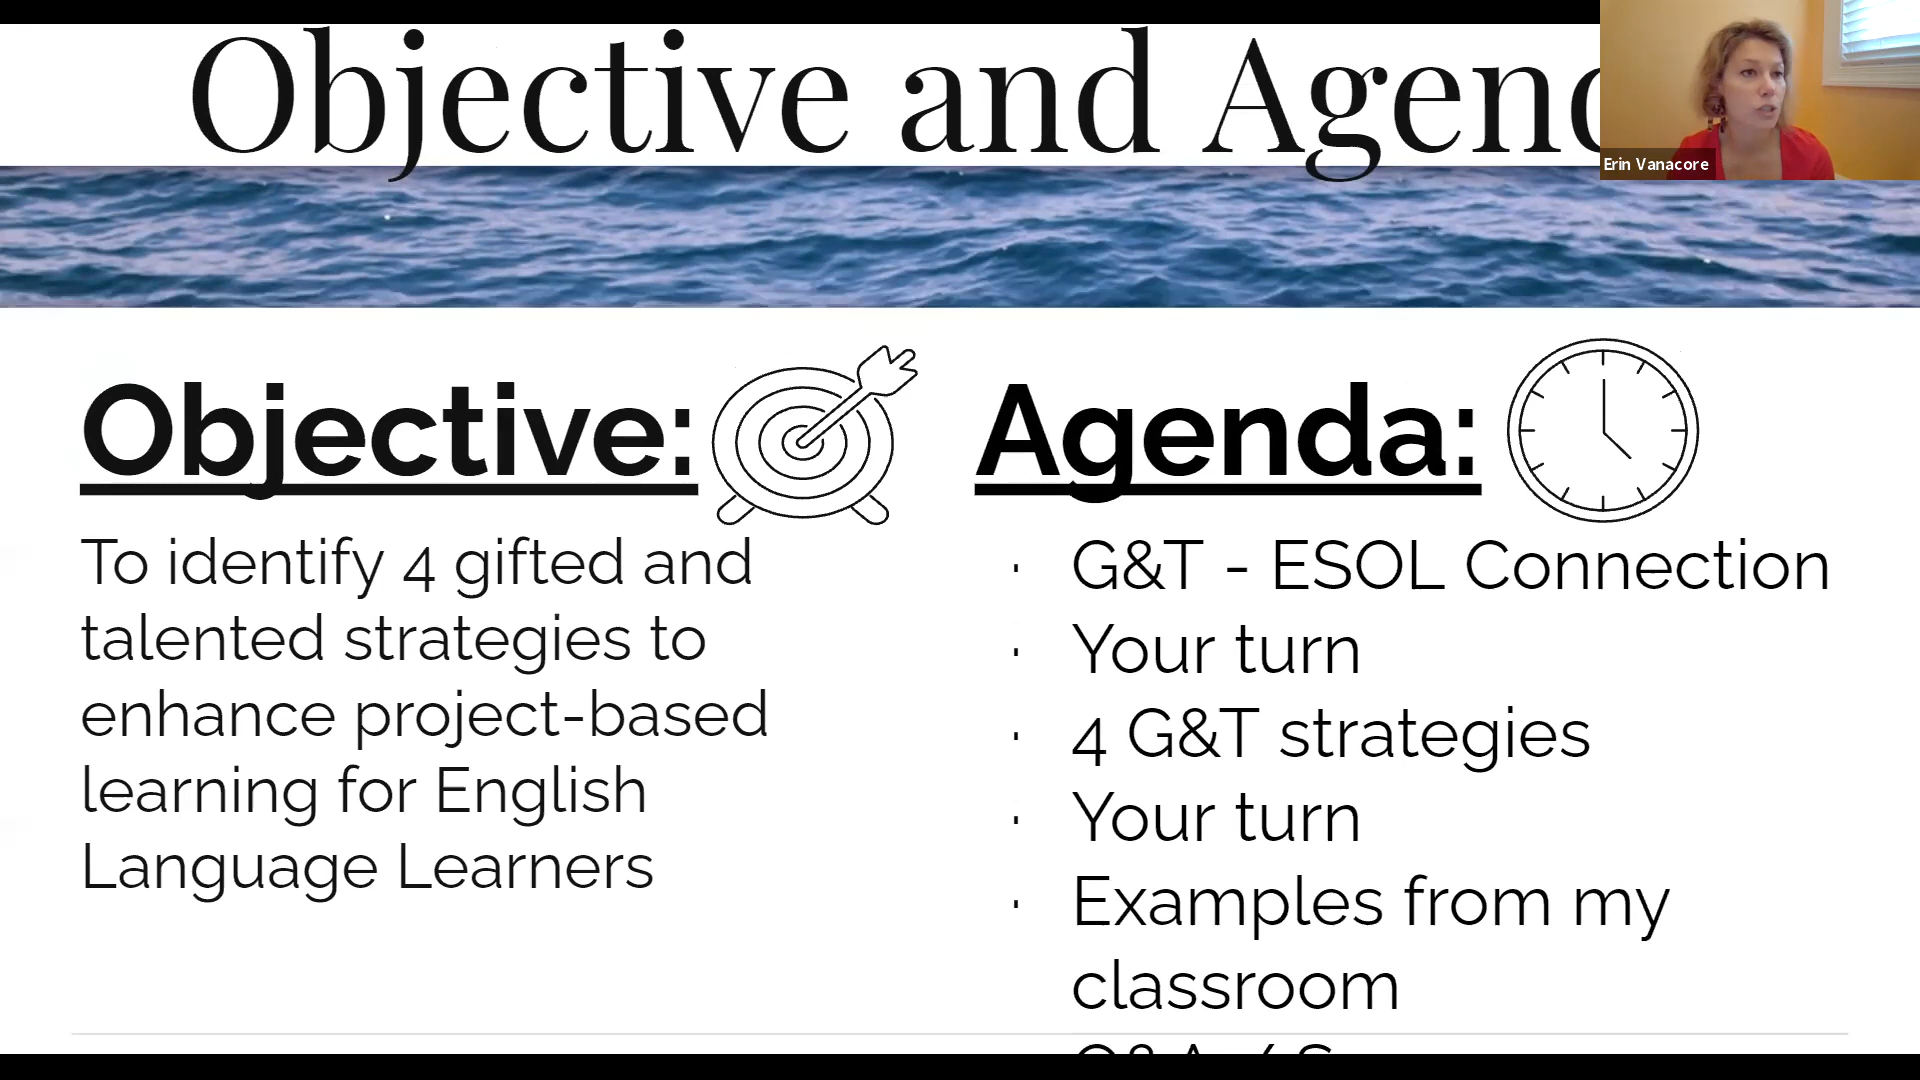 Objective and Agend
Erin Vanacore
Objective:
To identify 4 gifted and
talented strategies to
enhance project-based
learning for English
Language Learners
Agenda:
· G&T - ESOL Connection
· Your turn
· 4 G&T strategies
· Your turn
· Examples from my
classroom